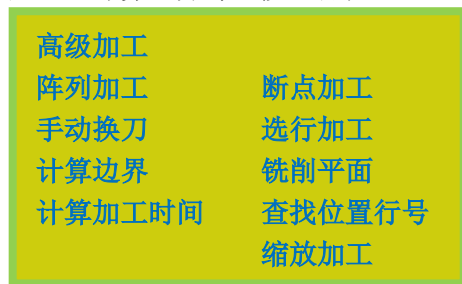 高级加工
阵列加工 断点加工
手动换刀 选行加工
计算边界 铣削平面
计算加工时间 查找位置行号
缩放加工